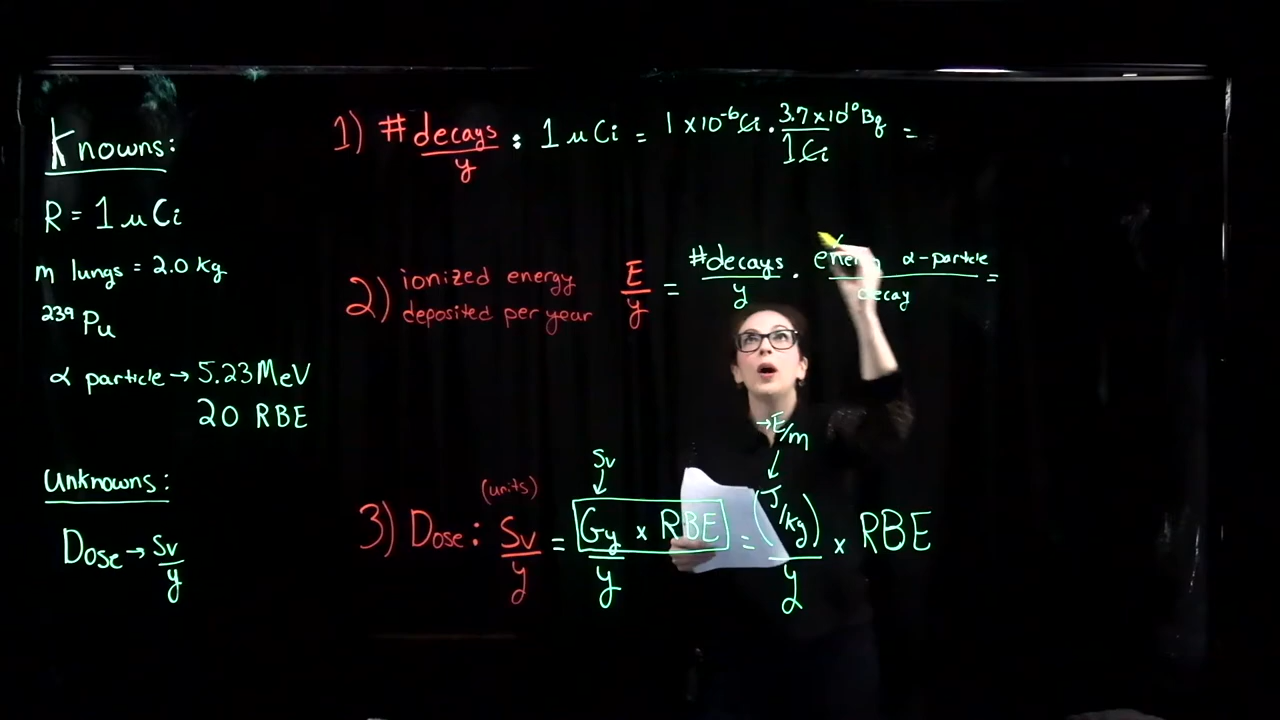 Knowns:
R = 1 μCi
m lungs = 2.0 kg
²³⁹Pu
α particle → 5.23 MeV
20 RBE
Unknowns:
Dose → Sv/y
1) # decays/y : 1 μCi = 1 x 10⁻⁶ Ci · 3.7 x 10¹⁰ Bq / 1 Ci =
2) ionized energy
deposited per year
E/y = #decays/y · energy α-particle / decay =
→ E/m
Sv
(units)
3) Dose: Sv/y = Gy x RBE / y = (J/kg) / y x RBE